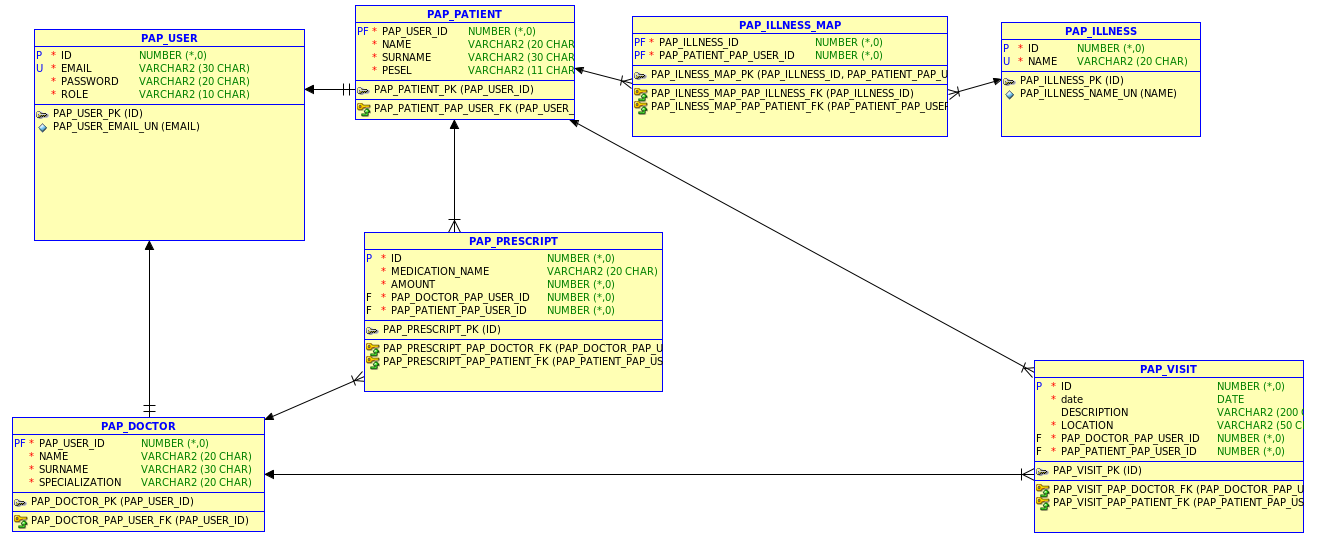 PAP_USER
P * ID NUMBER (*,0)
U * EMAIL VARCHAR2 (30 CHAR)
* PASSWORD VARCHAR2 (20 CHAR)
* ROLE VARCHAR2 (10 CHAR)
PAP_USER_PK (ID)
PAP_USER_EMAIL_UN (EMAIL)
PAP_PATIENT
PF * PAP_USER_ID NUMBER (*,0)
* NAME VARCHAR2 (20 CHAR
* SURNAME VARCHAR2 (30 CHAR
* PESEL VARCHAR2 (11 CHAR
PAP_PATIENT_PK (PAP_USER_ID)
PAP_PATIENT_PAP_USER_FK (PAP_USER_
PAP_ILLNESS_MAP
PF * PAP_ILLNESS_ID NUMBER (*,0)
PF * PAP_PATIENT_PAP_USER_ID NUMBER (*,0)
PAP_ILNESS_MAP_PK (PAP_ILLNESS_ID, PAP_PATIENT_PAP_U
PAP_ILNESS_MAP_PAP_ILLNESS_FK (PAP_ILLNESS_ID)
PAP_ILNESS_MAP_PAP_PATIENT_FK (PAP_PATIENT_PAP_USER
PAP_ILLNESS
P * ID NUMBER (*,0)
U * NAME VARCHAR2 (20 CHAR)
PAP_ILLNESS_PK (ID)
PAP_ILLNESS_NAME_UN (NAME)
PAP_PRESCRIPT
P * ID NUMBER (*,0)
* MEDICATION_NAME VARCHAR2 (20 CHAR)
* AMOUNT NUMBER (*,0)
F * PAP_DOCTOR_PAP_USER_ID NUMBER (*,0)
F * PAP_PATIENT_PAP_USER_ID NUMBER (*,0)
PAP_PRESCRIPT_PK (ID)
PAP_PRESCRIPT_PAP_DOCTOR_FK (PAP_DOCTOR_PAP_U
PAP_PRESCRIPT_PAP_PATIENT_FK (PAP_PATIENT_PAP_US
PAP_DOCTOR
PF * PAP_USER_ID NUMBER (*,0)
* NAME VARCHAR2 (20 CHAR)
* SURNAME VARCHAR2 (30 CHAR)
* SPECIALIZATION VARCHAR2 (20 CHAR)
PAP_DOCTOR_PK (PAP_USER_ID)
PAP_DOCTOR_PAP_USER_FK (PAP_USER_ID)
PAP_VISIT
P * ID NUMBER (*,0)
* date DATE
DESCRIPTION VARCHAR2 (200 C
* LOCATION VARCHAR2 (50 C
F * PAP_DOCTOR_PAP_USER_ID NUMBER (*,0)
F * PAP_PATIENT_PAP_USER_ID NUMBER (*,0)
PAP_VISIT_PK (ID)
PAP_VISIT_PAP_DOCTOR_FK (PAP_DOCTOR_PAP_U
PAP_VISIT_PAP_PATIENT_FK (PAP_PATIENT_PAP_US